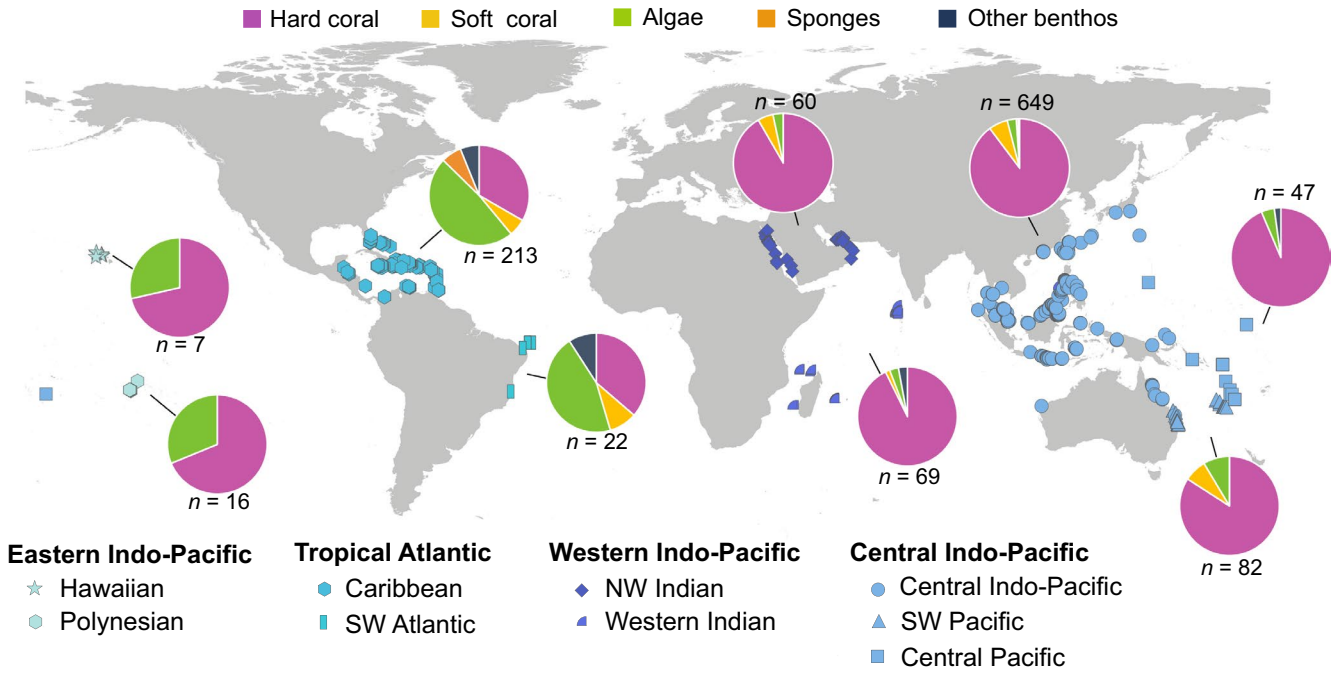 Hard coral Soft coral Algae Sponges Other benthos
n = 60
n = 649
n = 47
n = 213
n = 7
n = 22
n = 69
n = 16
n = 82
Eastern Indo-Pacific
Hawaiian
Polynesian
Tropical Atlantic
Caribbean
SW Atlantic
Western Indo-Pacific
NW Indian
Western Indian
Central Indo-Pacific
Central Indo-Pacific
SW Pacific
Central Pacific